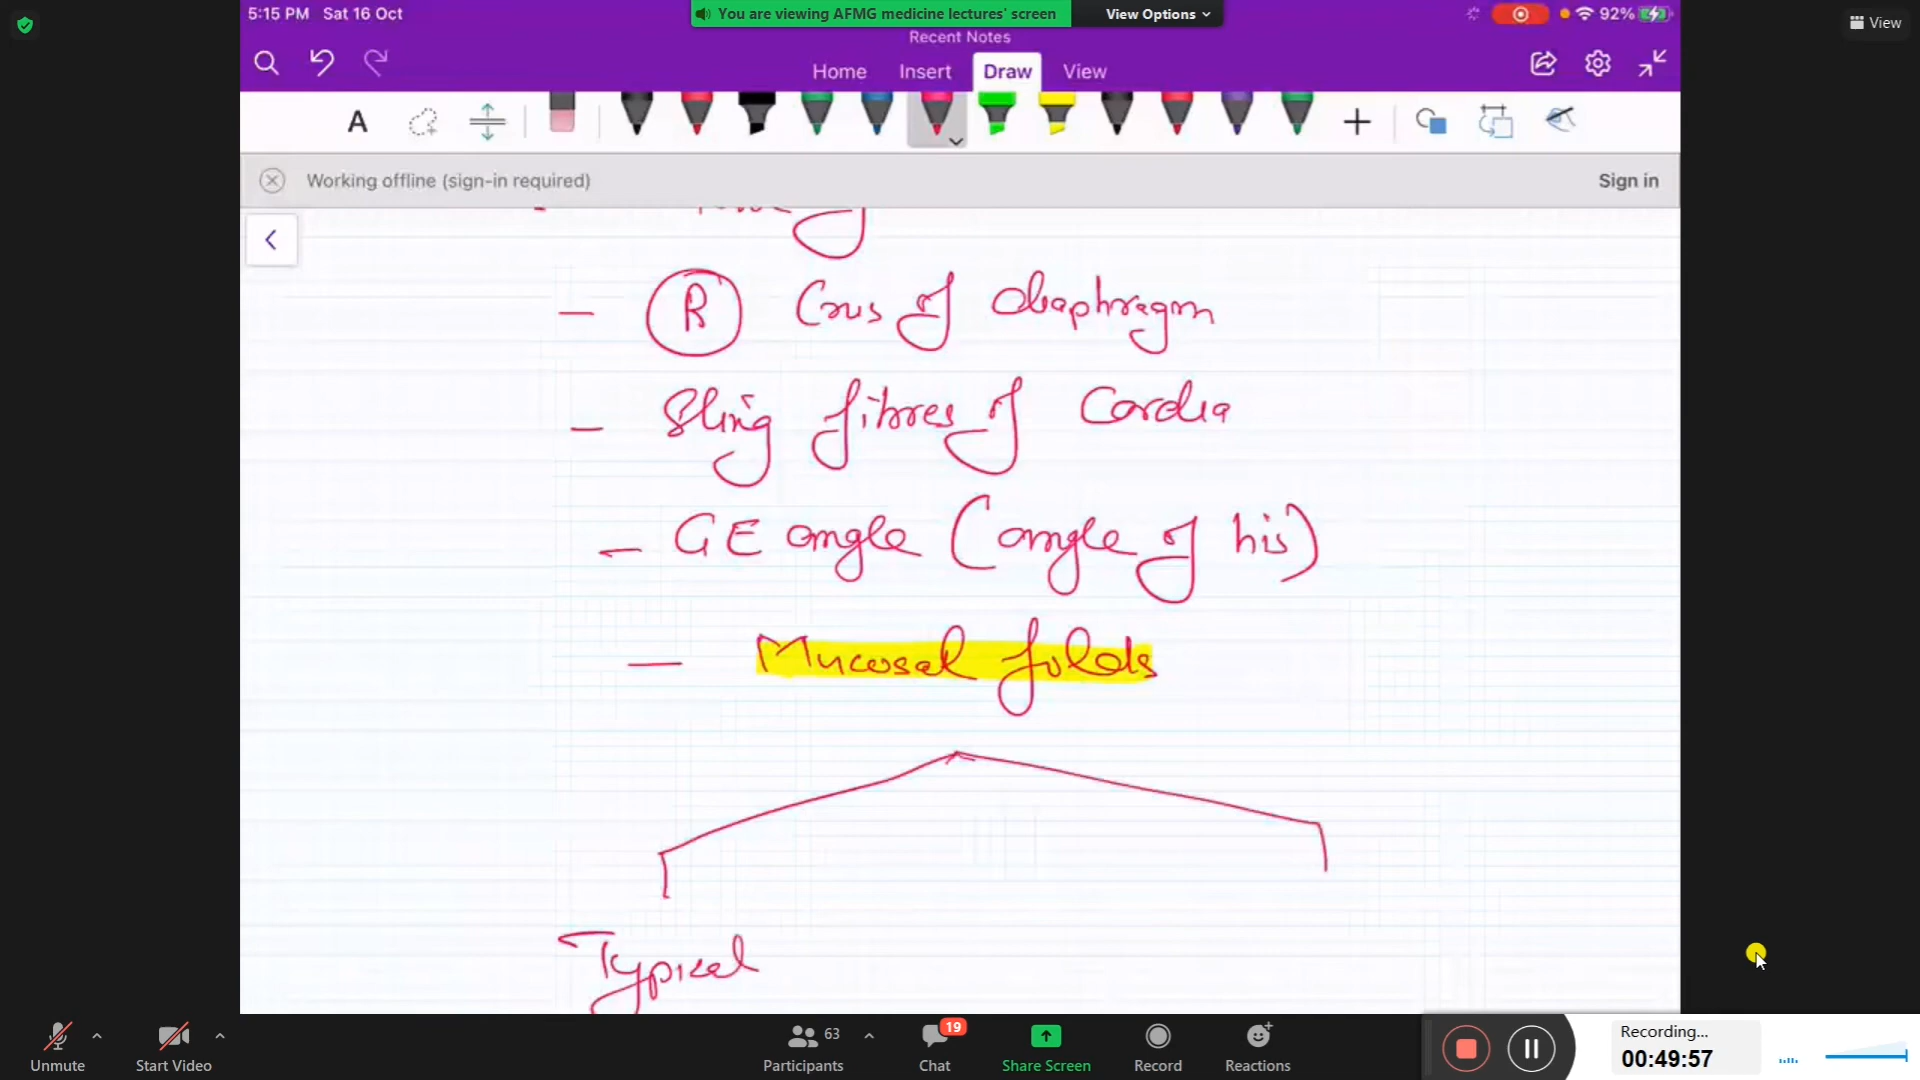 5:15 PM Sat 16 Oct
You are viewing AFMG medicine lectures' screen
View Options
92%
View
Recent Notes
Home Insert Draw View
A
Working offline (sign-in required)
Sign in
- R Crus of diaphragm
- Sling fibres of Cardia
- GE angle (angle of his)
- Mucosal folds
Typical
Unmute
Start Video
63
Participants
19
Chat
Share Screen
Record
Reactions
Recording...
00:49:57